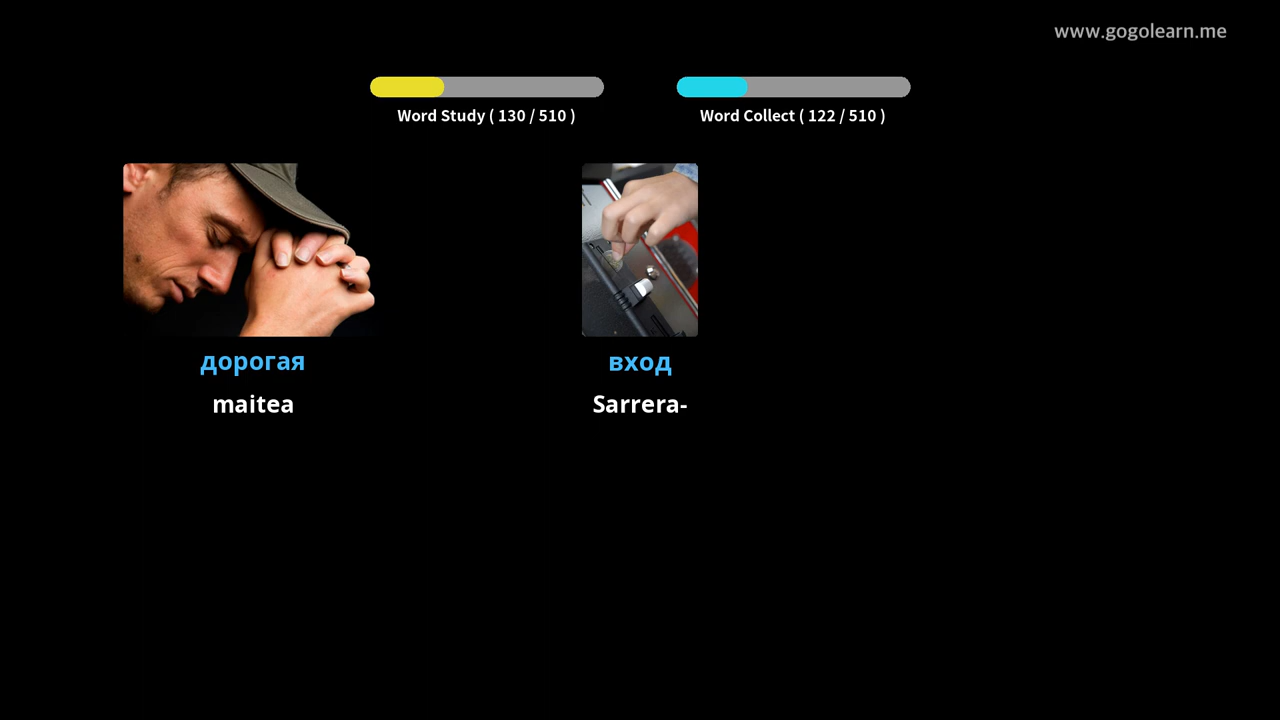 www.gogolearn.me
Word Study ( 130 / 510 )
Word Collect ( 122 / 510 )
дорогая
maitea
вход
Sarrera-